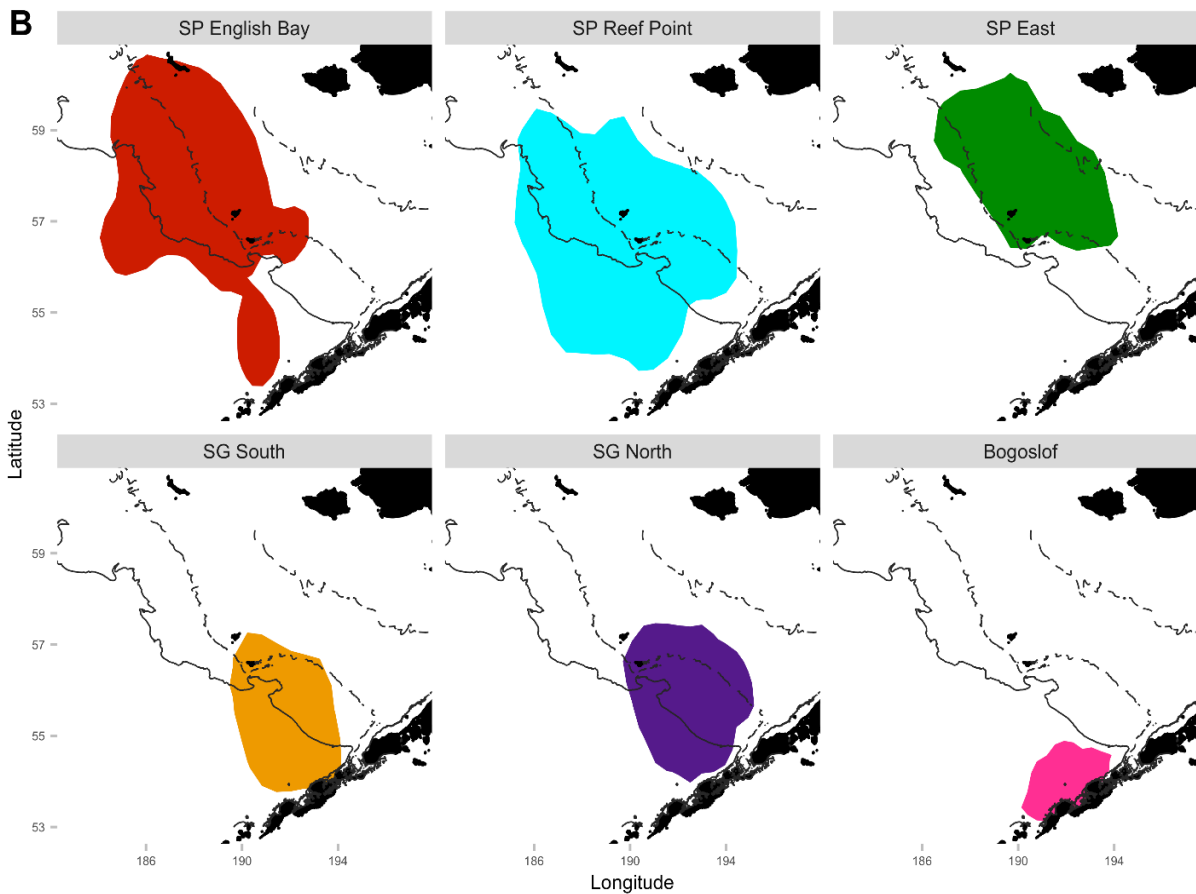 B
SP English Bay
SP Reef Point
SP East
59
57
55
53
Latitude
SG South
SG North
Bogoslof
59
57
55
53
186
190
194
186
190
194
186
190
194
Longitude